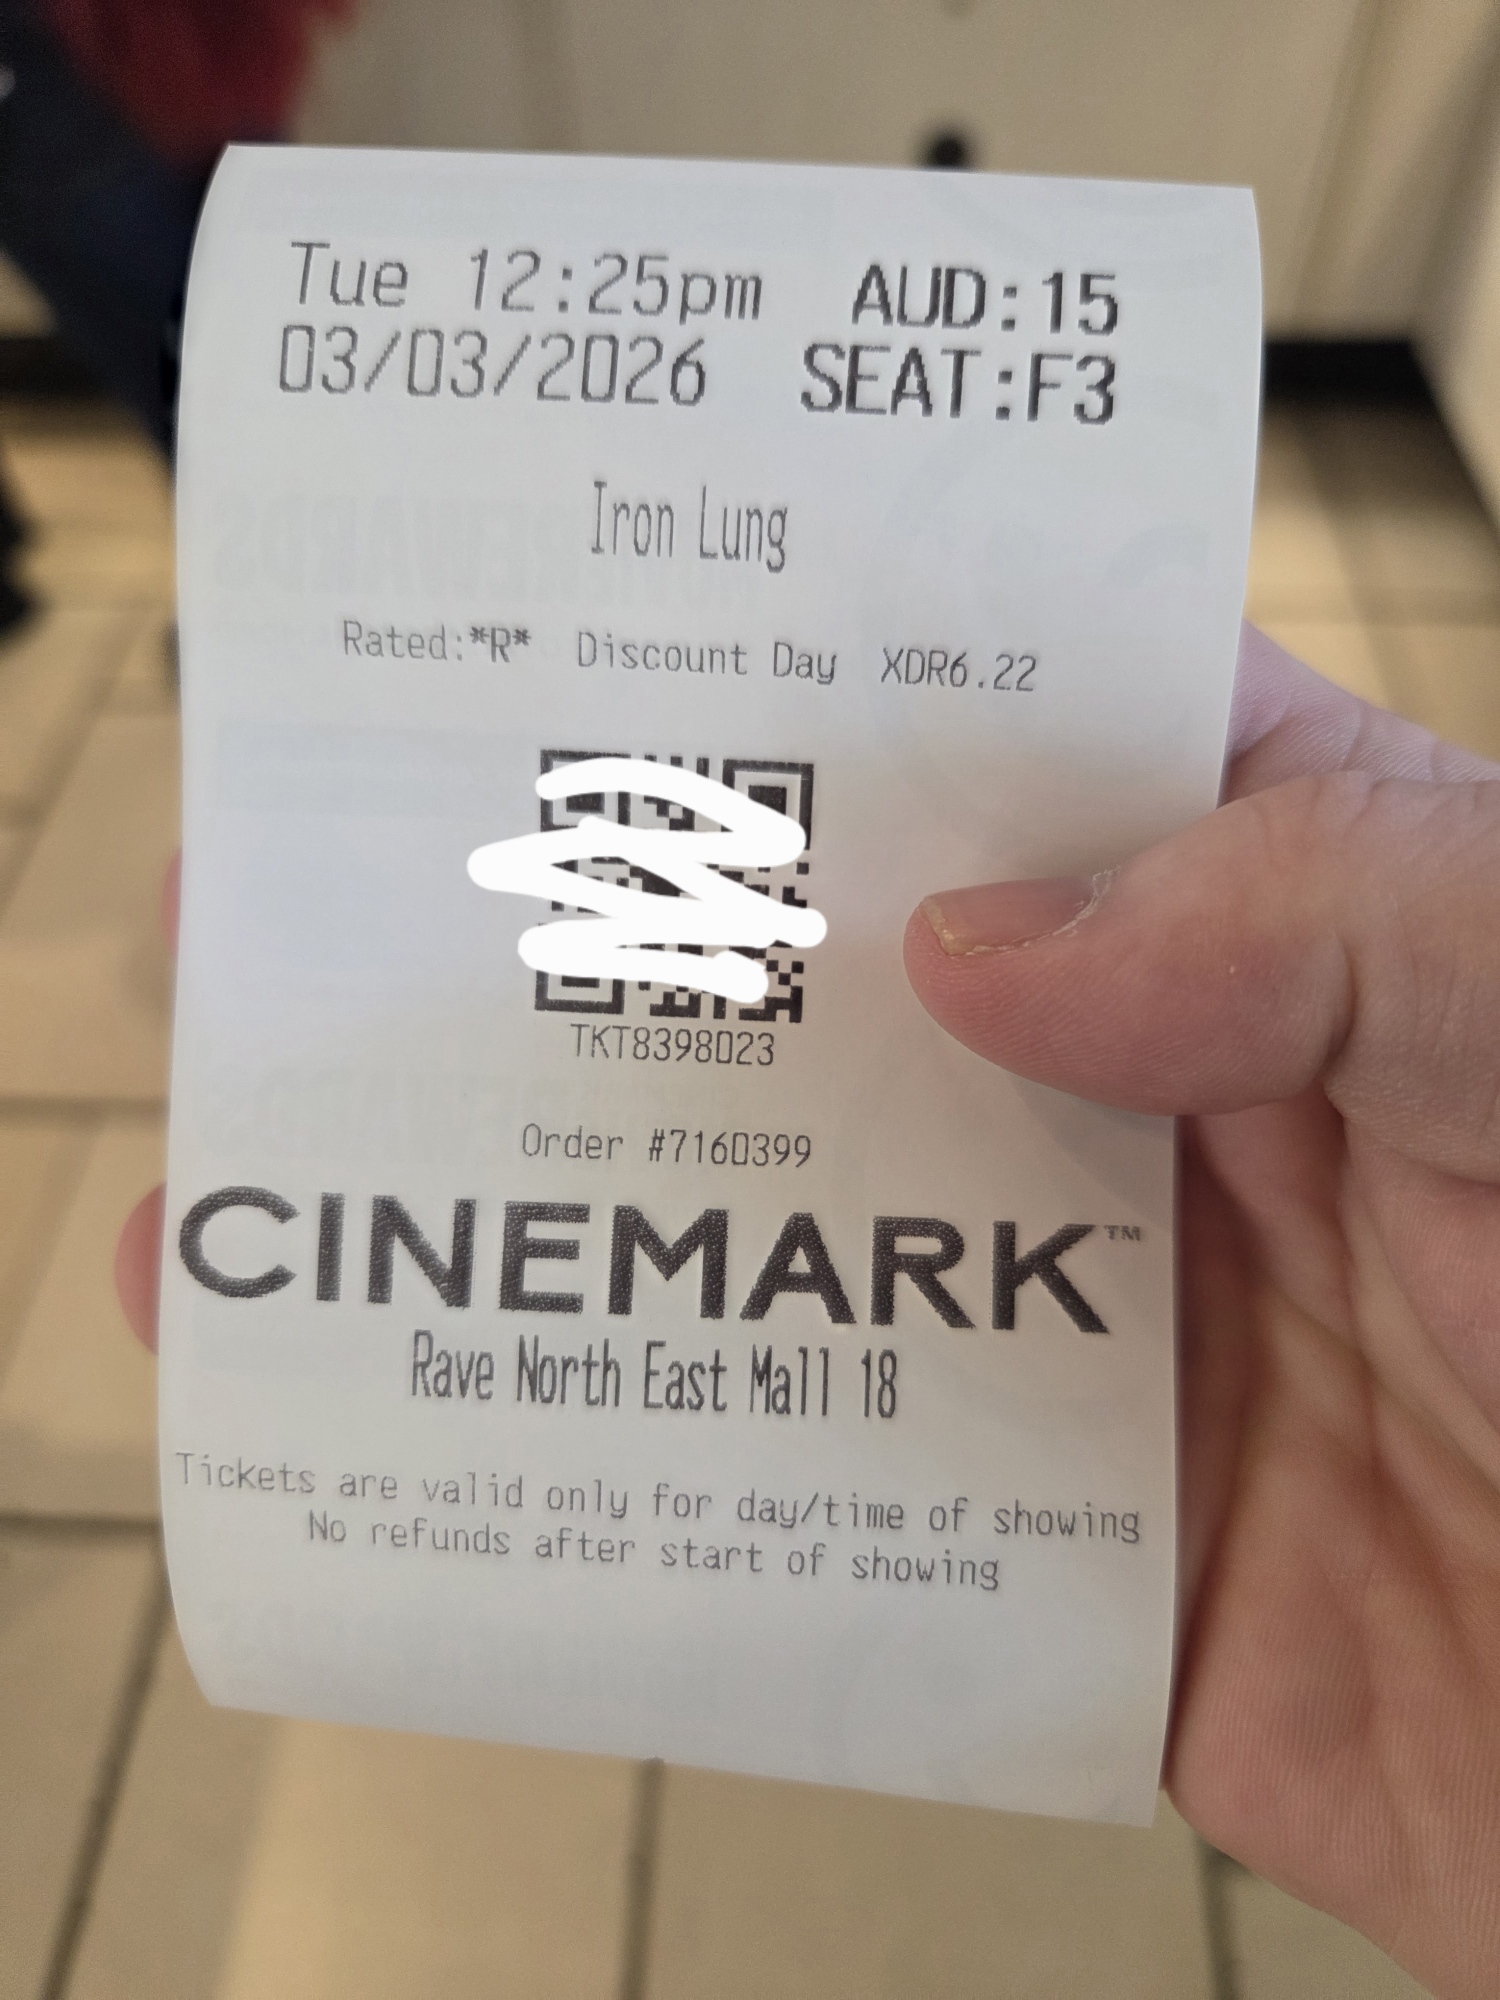 Tue 12:25pm AUD:15
03/03/2026 SEAT:F3
Iron Lung
Rated:*R* Discount Day XDR6.22
TKT8398023
Order #7160399
CINEMARK™
Rave North East Mall 18
Tickets are valid only for day/time of showing
No refunds after start of showing